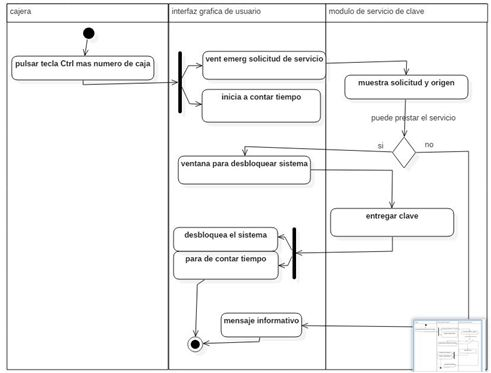 cajera
interfaz grafica de usuario
modulo de servicio de clave
pulsar tecla Ctrl mas numero de caja
vent emerg solicitud de servicio
inicia a contar tiempo
muestra solicitud y origen
puede prestar el servicio
si
no
ventana para desbloquear sistema
entregar clave
desbloquea el sistema
para de contar tiempo
mensaje informativo